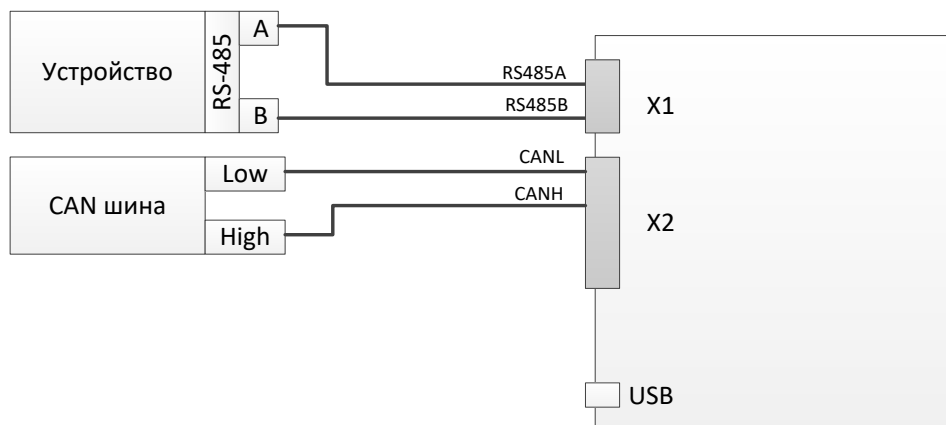 Устройство
RS-485
A
B
RS485A
RS485B
X1
CAN шина
Low
High
CANL
CANH
X2
USB